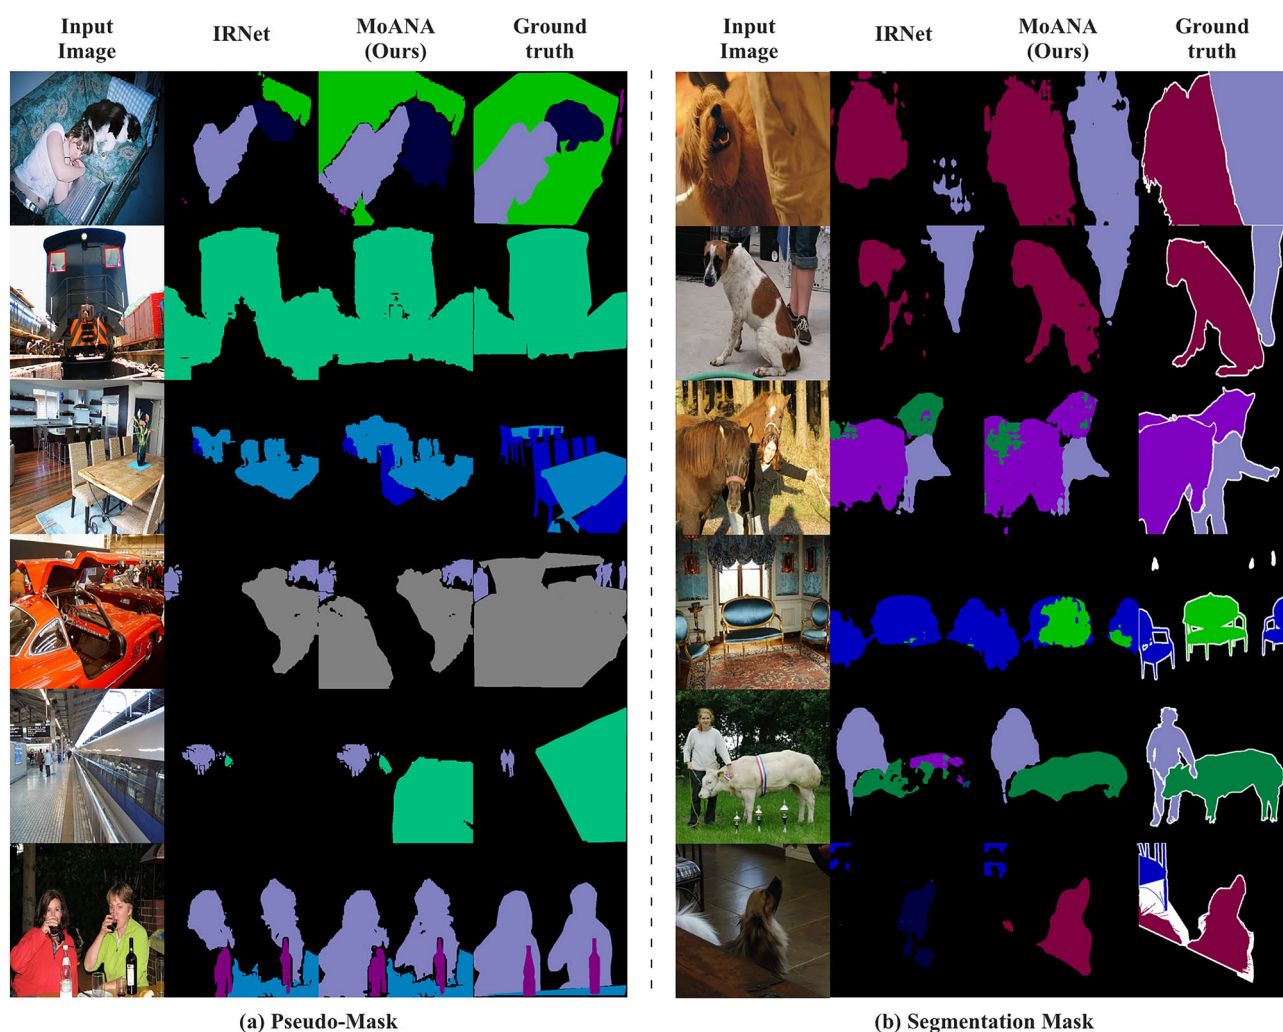 Input
Image
IRNet
MoANA
(Ours)
Ground
truth
Input
Image
IRNet
MoANA
(Ours)
Ground
truth
(a) Pseudo-Mask
(b) Segmentation Mask